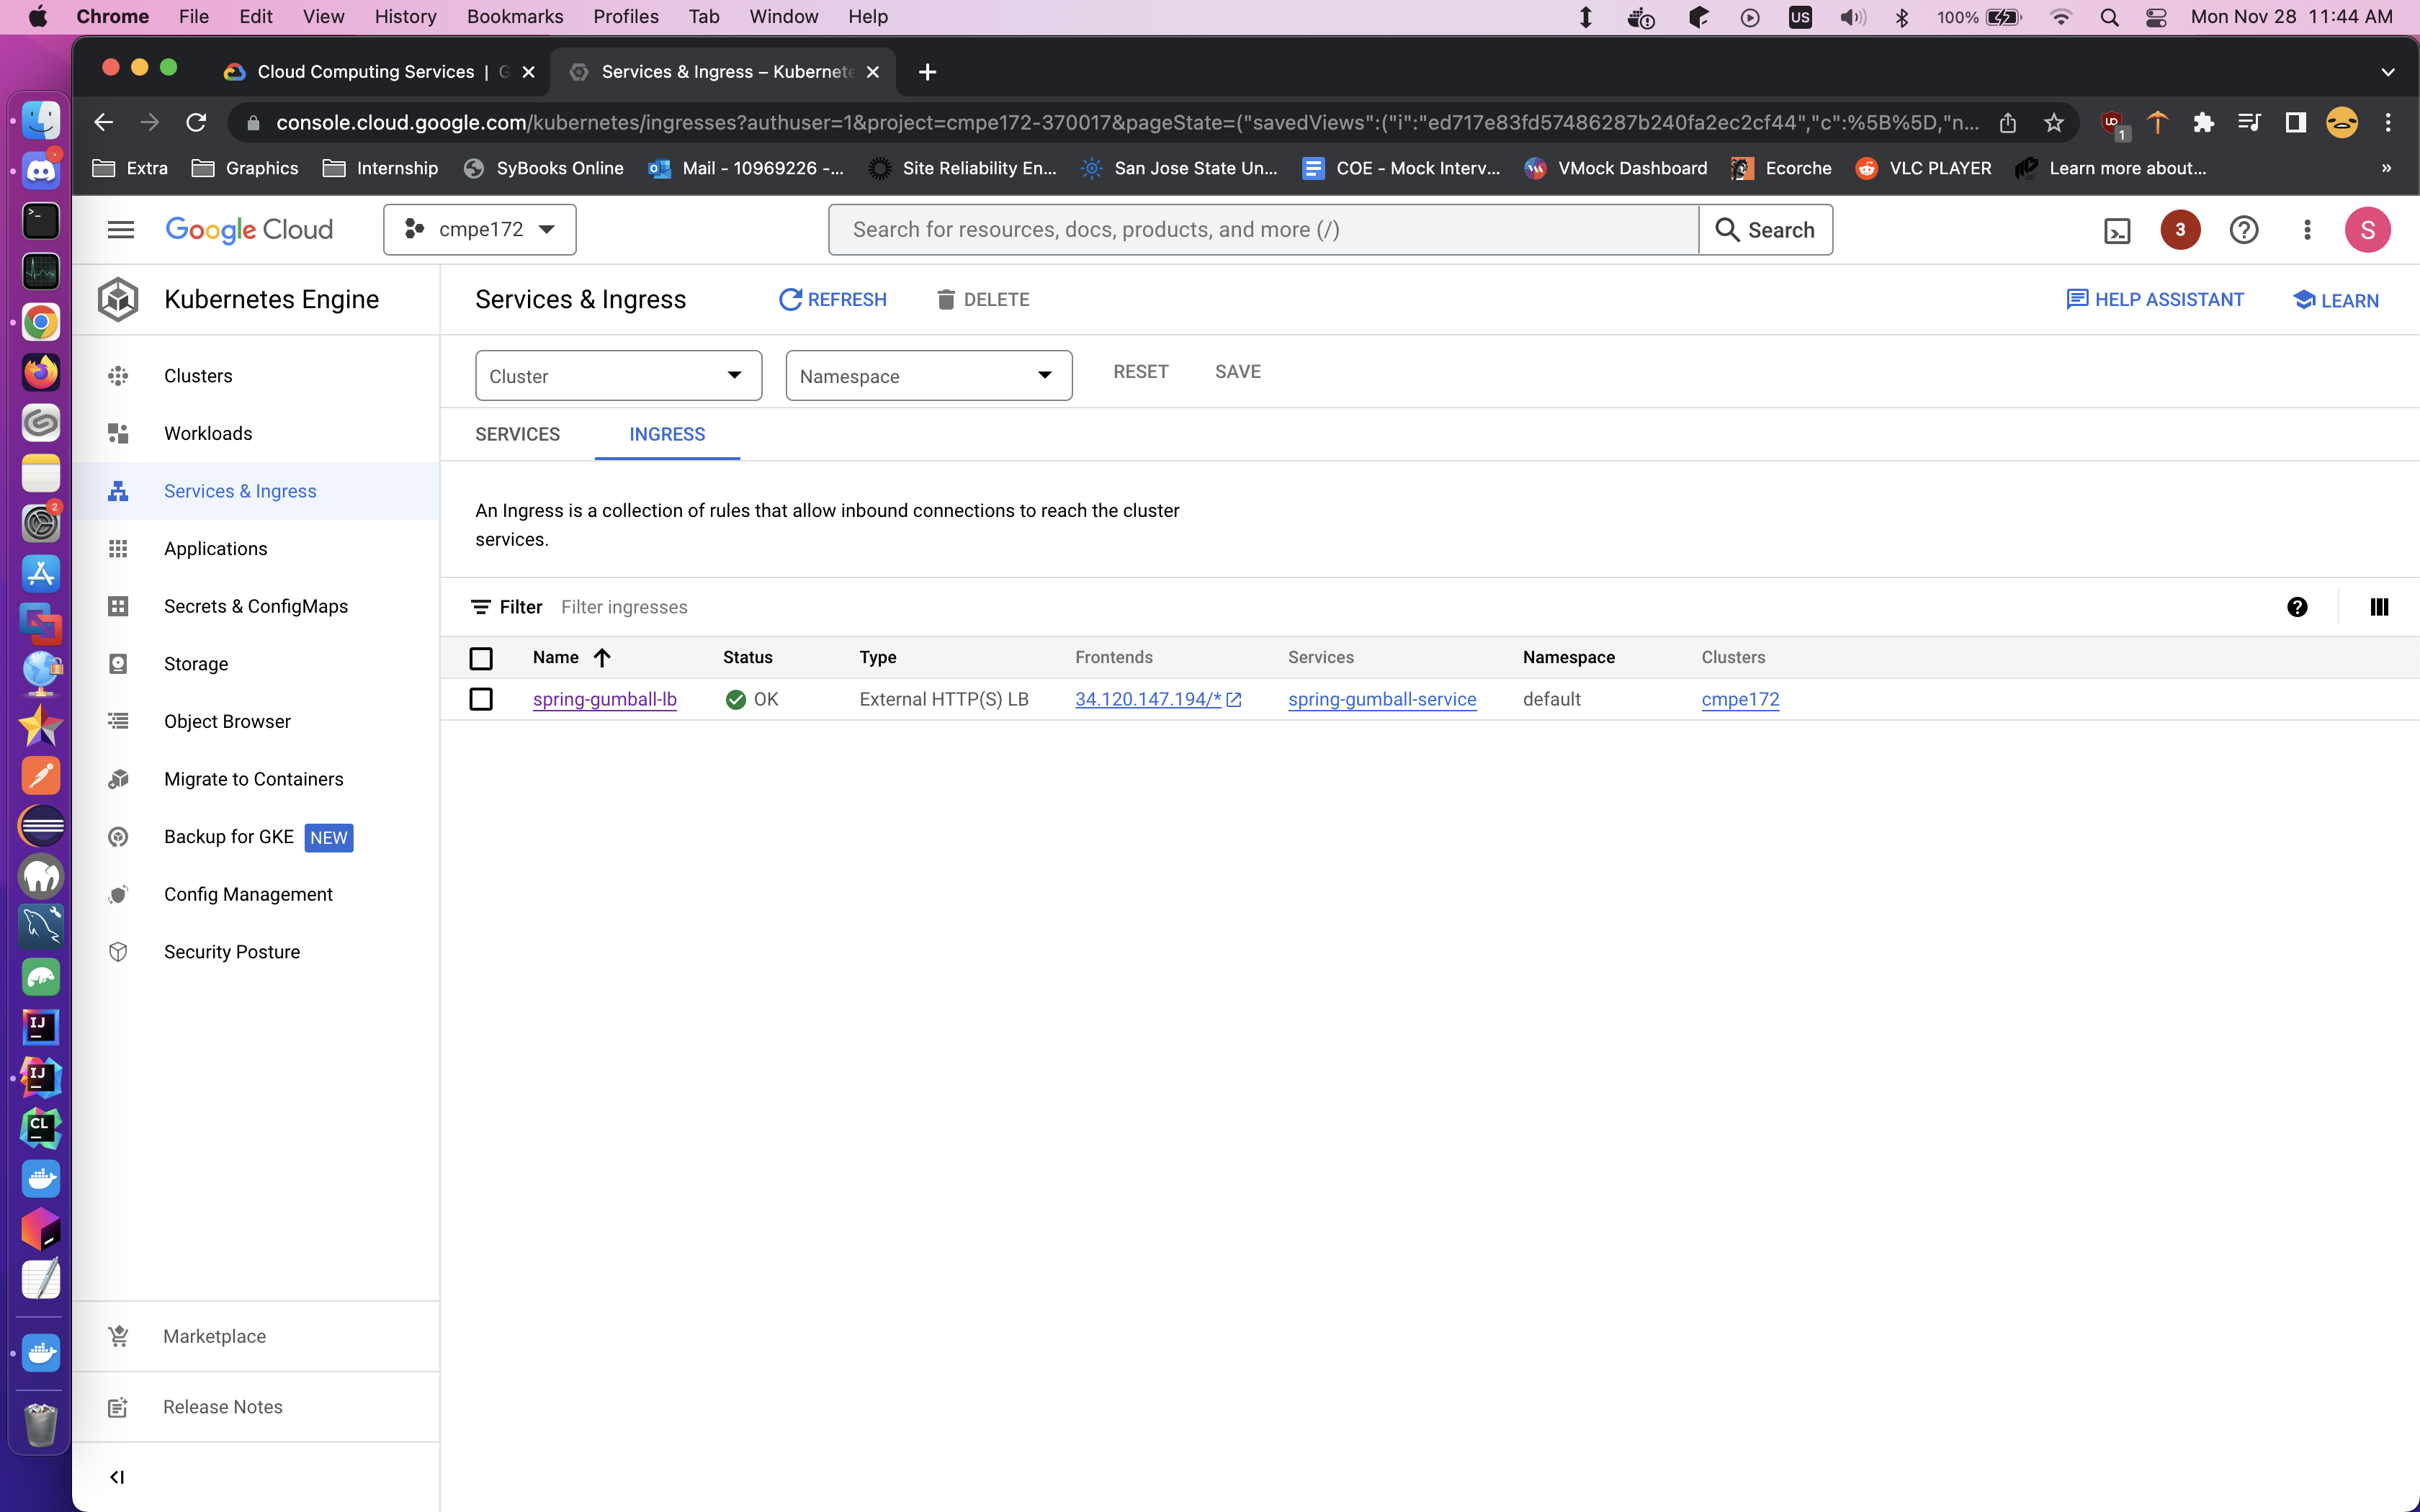 Chrome File Edit View History Bookmarks Profiles Tab Window Help US 100% Mon Nov 28 11:44 AM
Cloud Computing Services | G Services & Ingress – Kubernete
console.cloud.google.com/kubernetes/ingresses?authuser=1&project=cmpe172-370017&pageState=("savedViews":("i":"ed717e83fd57486287b240fa2ec2cf44","c":%5B%5D,"n... 1
Extra Graphics Internship SyBooks Online Mail - 10969226 -... Site Reliability En... San Jose State Un... COE - Mock Interv... VMock Dashboard Ecorche VLC PLAYER Learn more about... »
Google Cloud cmpe172 Search for resources, docs, products, and more (/) Search 3 S
Kubernetes Engine Services & Ingress REFRESH DELETE HELP ASSISTANT LEARN
Clusters
Workloads
Services & Ingress
Applications
Secrets & ConfigMaps
Storage
Object Browser
Migrate to Containers
Backup for GKE NEW
Config Management
Security Posture
Marketplace
Release Notes
Cluster Namespace RESET SAVE
SERVICES INGRESS
An Ingress is a collection of rules that allow inbound connections to reach the cluster
services.
Filter Filter ingresses
Name Status Type Frontends Services Namespace Clusters
spring-gumball-lb OK External HTTP(S) LB 34.120.147.194/* spring-gumball-service default cmpe172
2
IJ
IJ
CL